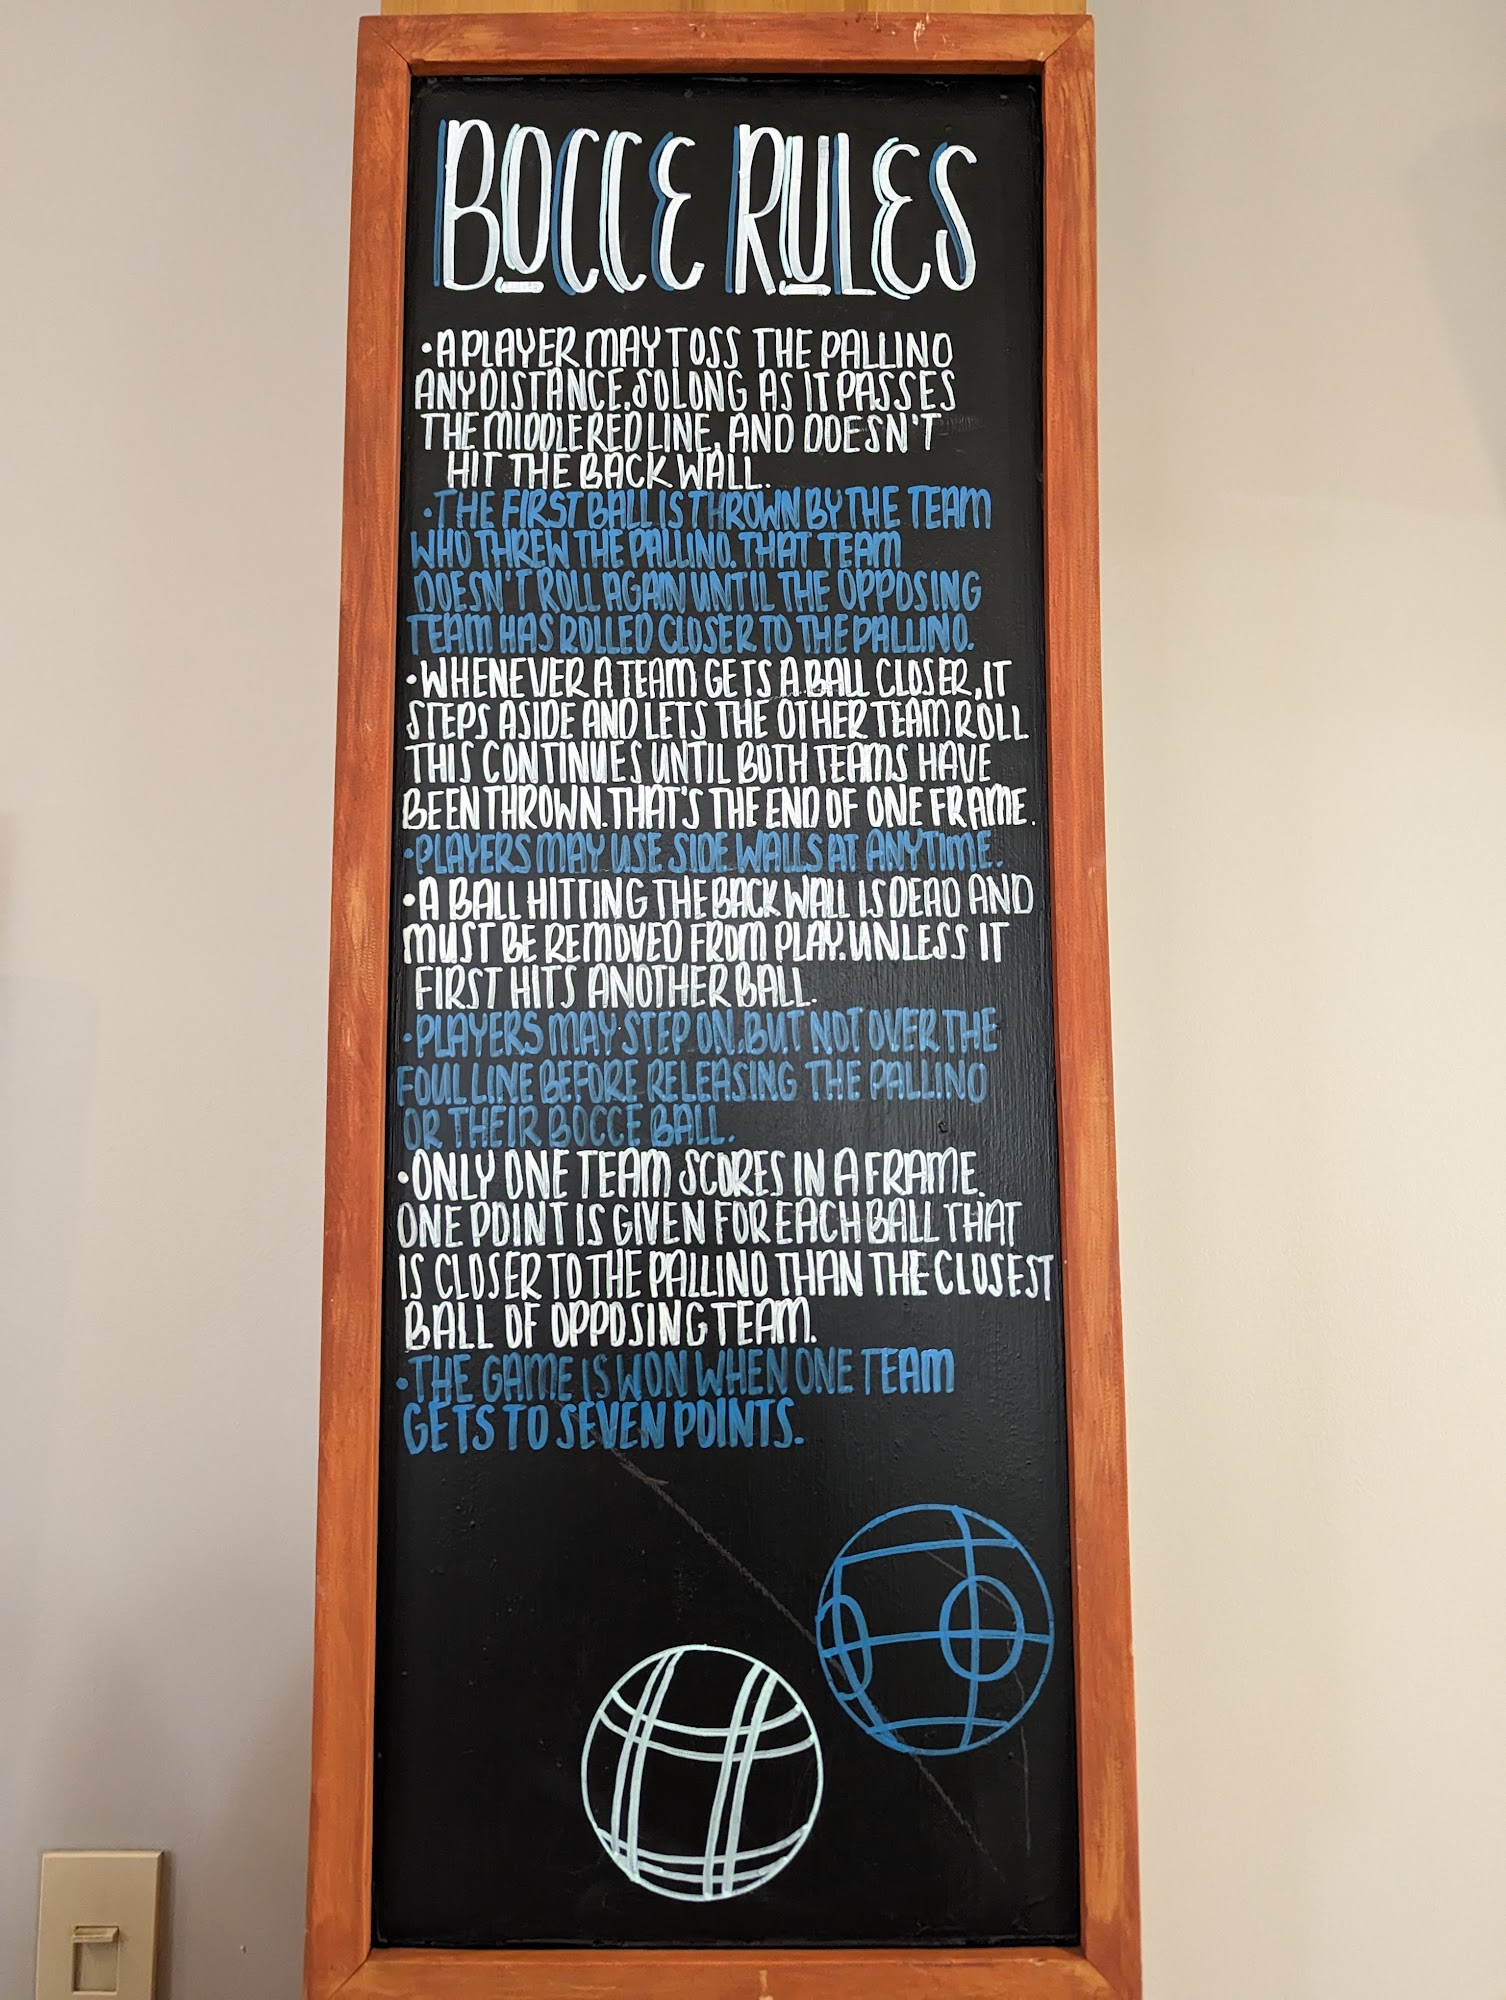 BOCCE RULES
• A PLAYER MAY TOSS THE PALLINO
ANY DISTANCE, SO LONG AS IT PASSES
THE MIDDLE RED LINE, AND DOESN'T
HIT THE BACK WALL.
• THE FIRST BALL IS THROWN BY THE TEAM
WHO THREW THE PALLINO. THAT TEAM
DOESN'T ROLL AGAIN UNTIL THE OPPOSING
TEAM HAS ROLLED CLOSER TO THE PALLINO.
• WHENEVER A TEAM GETS A BALL CLOSER, IT
STEPS ASIDE AND LETS THE OTHER TEAM ROLL
THIS CONTINUES UNTIL BOTH TEAMS HAVE
BEEN THROWN. THAT'S THE END OF ONE FRAME.
• PLAYERS MAY USE SIDE WALLS AT ANYTIME.
• A BALL HITTING THE BACK WALL IS DEAD AND
MUST BE REMOVED FROM PLAY. UNLESS IT
FIRST HITS ANOTHER BALL.
• PLAYERS MAY STEP ON, BUT NOT OVER THE
FOUL LINE BEFORE RELEASING THE PALLINO
OR THEIR BOCCE BALL.
• ONLY ONE TEAM SCORES IN A FRAME.
ONE POINT IS GIVEN FOR EACH BALL THAT
IS CLOSER TO THE PALLINO THAN THE CLOSEST
BALL OF OPPOSING TEAM.
• THE GAME IS WON WHEN ONE TEAM
GETS TO SEVEN POINTS.